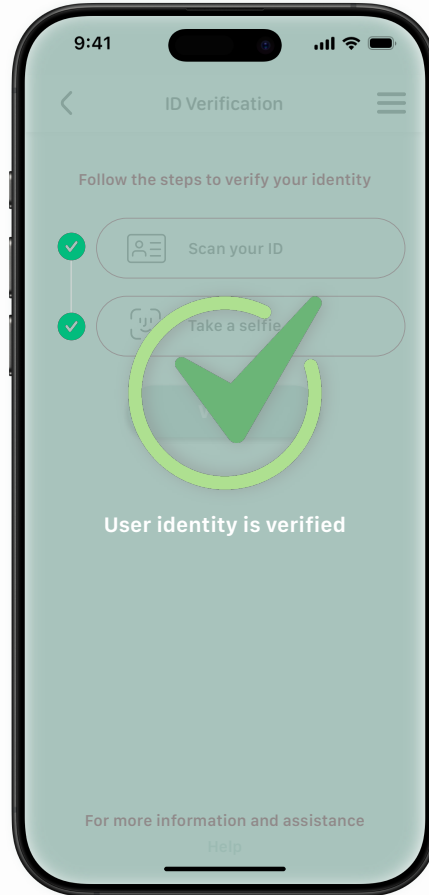 9:41
ID Verification
Follow the steps to verify your identity
Scan your ID
Take a selfie
User identity is verified
For more information and assistance
Help